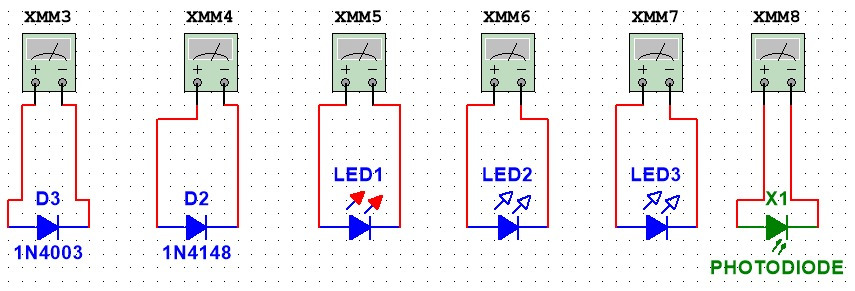 XMM3 XMM4 XMM5 XMM6 XMM7 XMM8
+ − + − + − + − + − + −
LED1 LED2 LED3
D3 D2 X1
1N4003 1N4148
PHOTODIODE